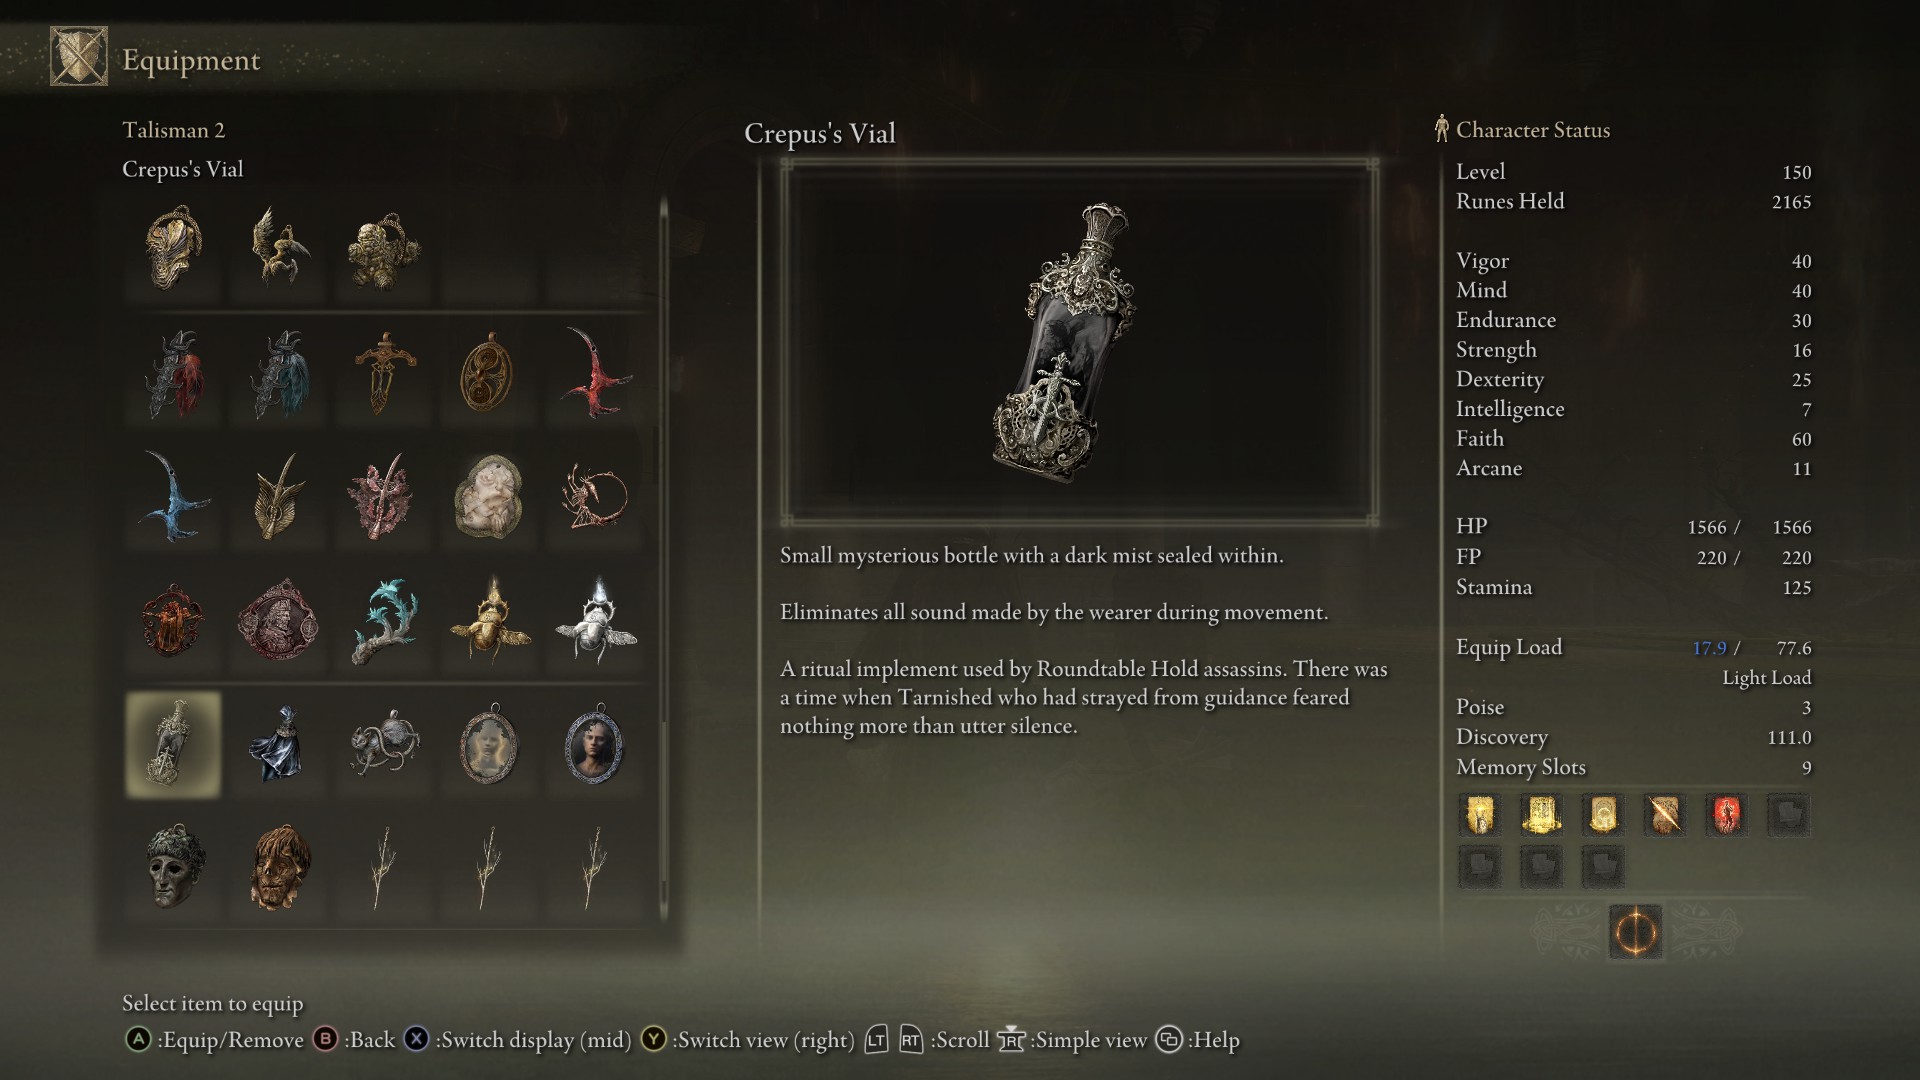 Equipment
Talisman 2
Crepus's Vial
Crepus's Vial
Small mysterious bottle with a dark mist sealed within.
Eliminates all sound made by the wearer during movement.
A ritual implement used by Roundtable Hold assassins. There was
a time when Tarnished who had strayed from guidance feared
nothing more than utter silence.
Character Status
Level 150
Runes Held 2165
Vigor 40
Mind 40
Endurance 30
Strength 16
Dexterity 25
Intelligence 7
Faith 60
Arcane 11
HP 1566 / 1566
FP 220 / 220
Stamina 125
Equip Load 17.9 / 77.6
Light Load
Poise 3
Discovery 111.0
Memory Slots 9
Select item to equip
A :Equip/Remove B :Back X :Switch display (mid) Y :Switch view (right) LT RT :Scroll R :Simple view :Help